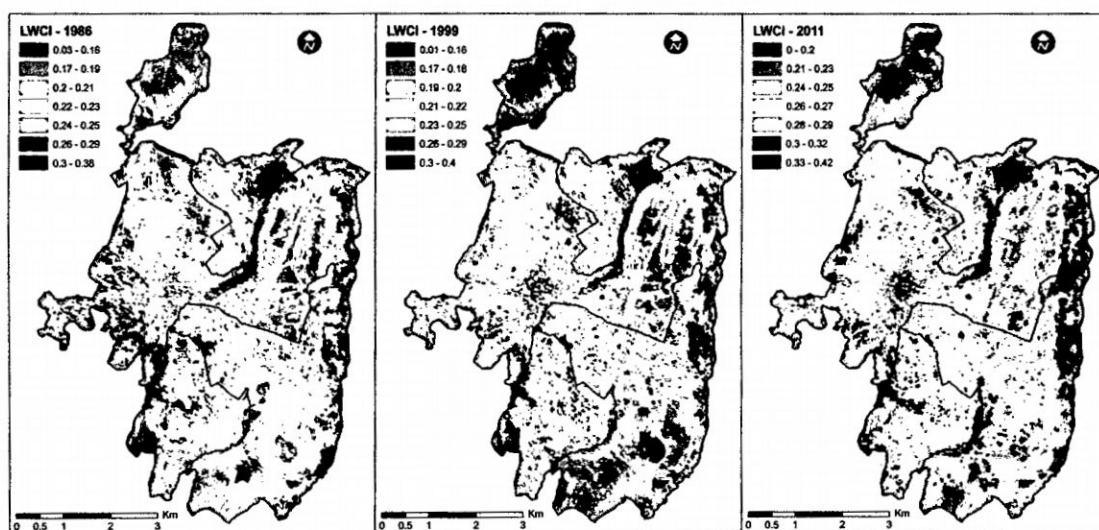 LWCI - 1986
0.03 - 0.16
0.17 - 0.19
0.2 - 0.21
0.22 - 0.23
0.24 - 0.25
0.26 - 0.29
0.3 - 0.38
N
0 0.5 1 2 3 Km
LWCI - 1999
0.01 - 0.16
0.17 - 0.18
0.19 - 0.2
0.21 - 0.22
0.23 - 0.25
0.26 - 0.29
0.3 - 0.4
N
0 0.5 1 2 3 Km
LWCI - 2011
0 - 0.2
0.21 - 0.23
0.24 - 0.25
0.26 - 0.27
0.28 - 0.29
0.3 - 0.32
0.33 - 0.42
N
0 0.5 1 2 3 Km